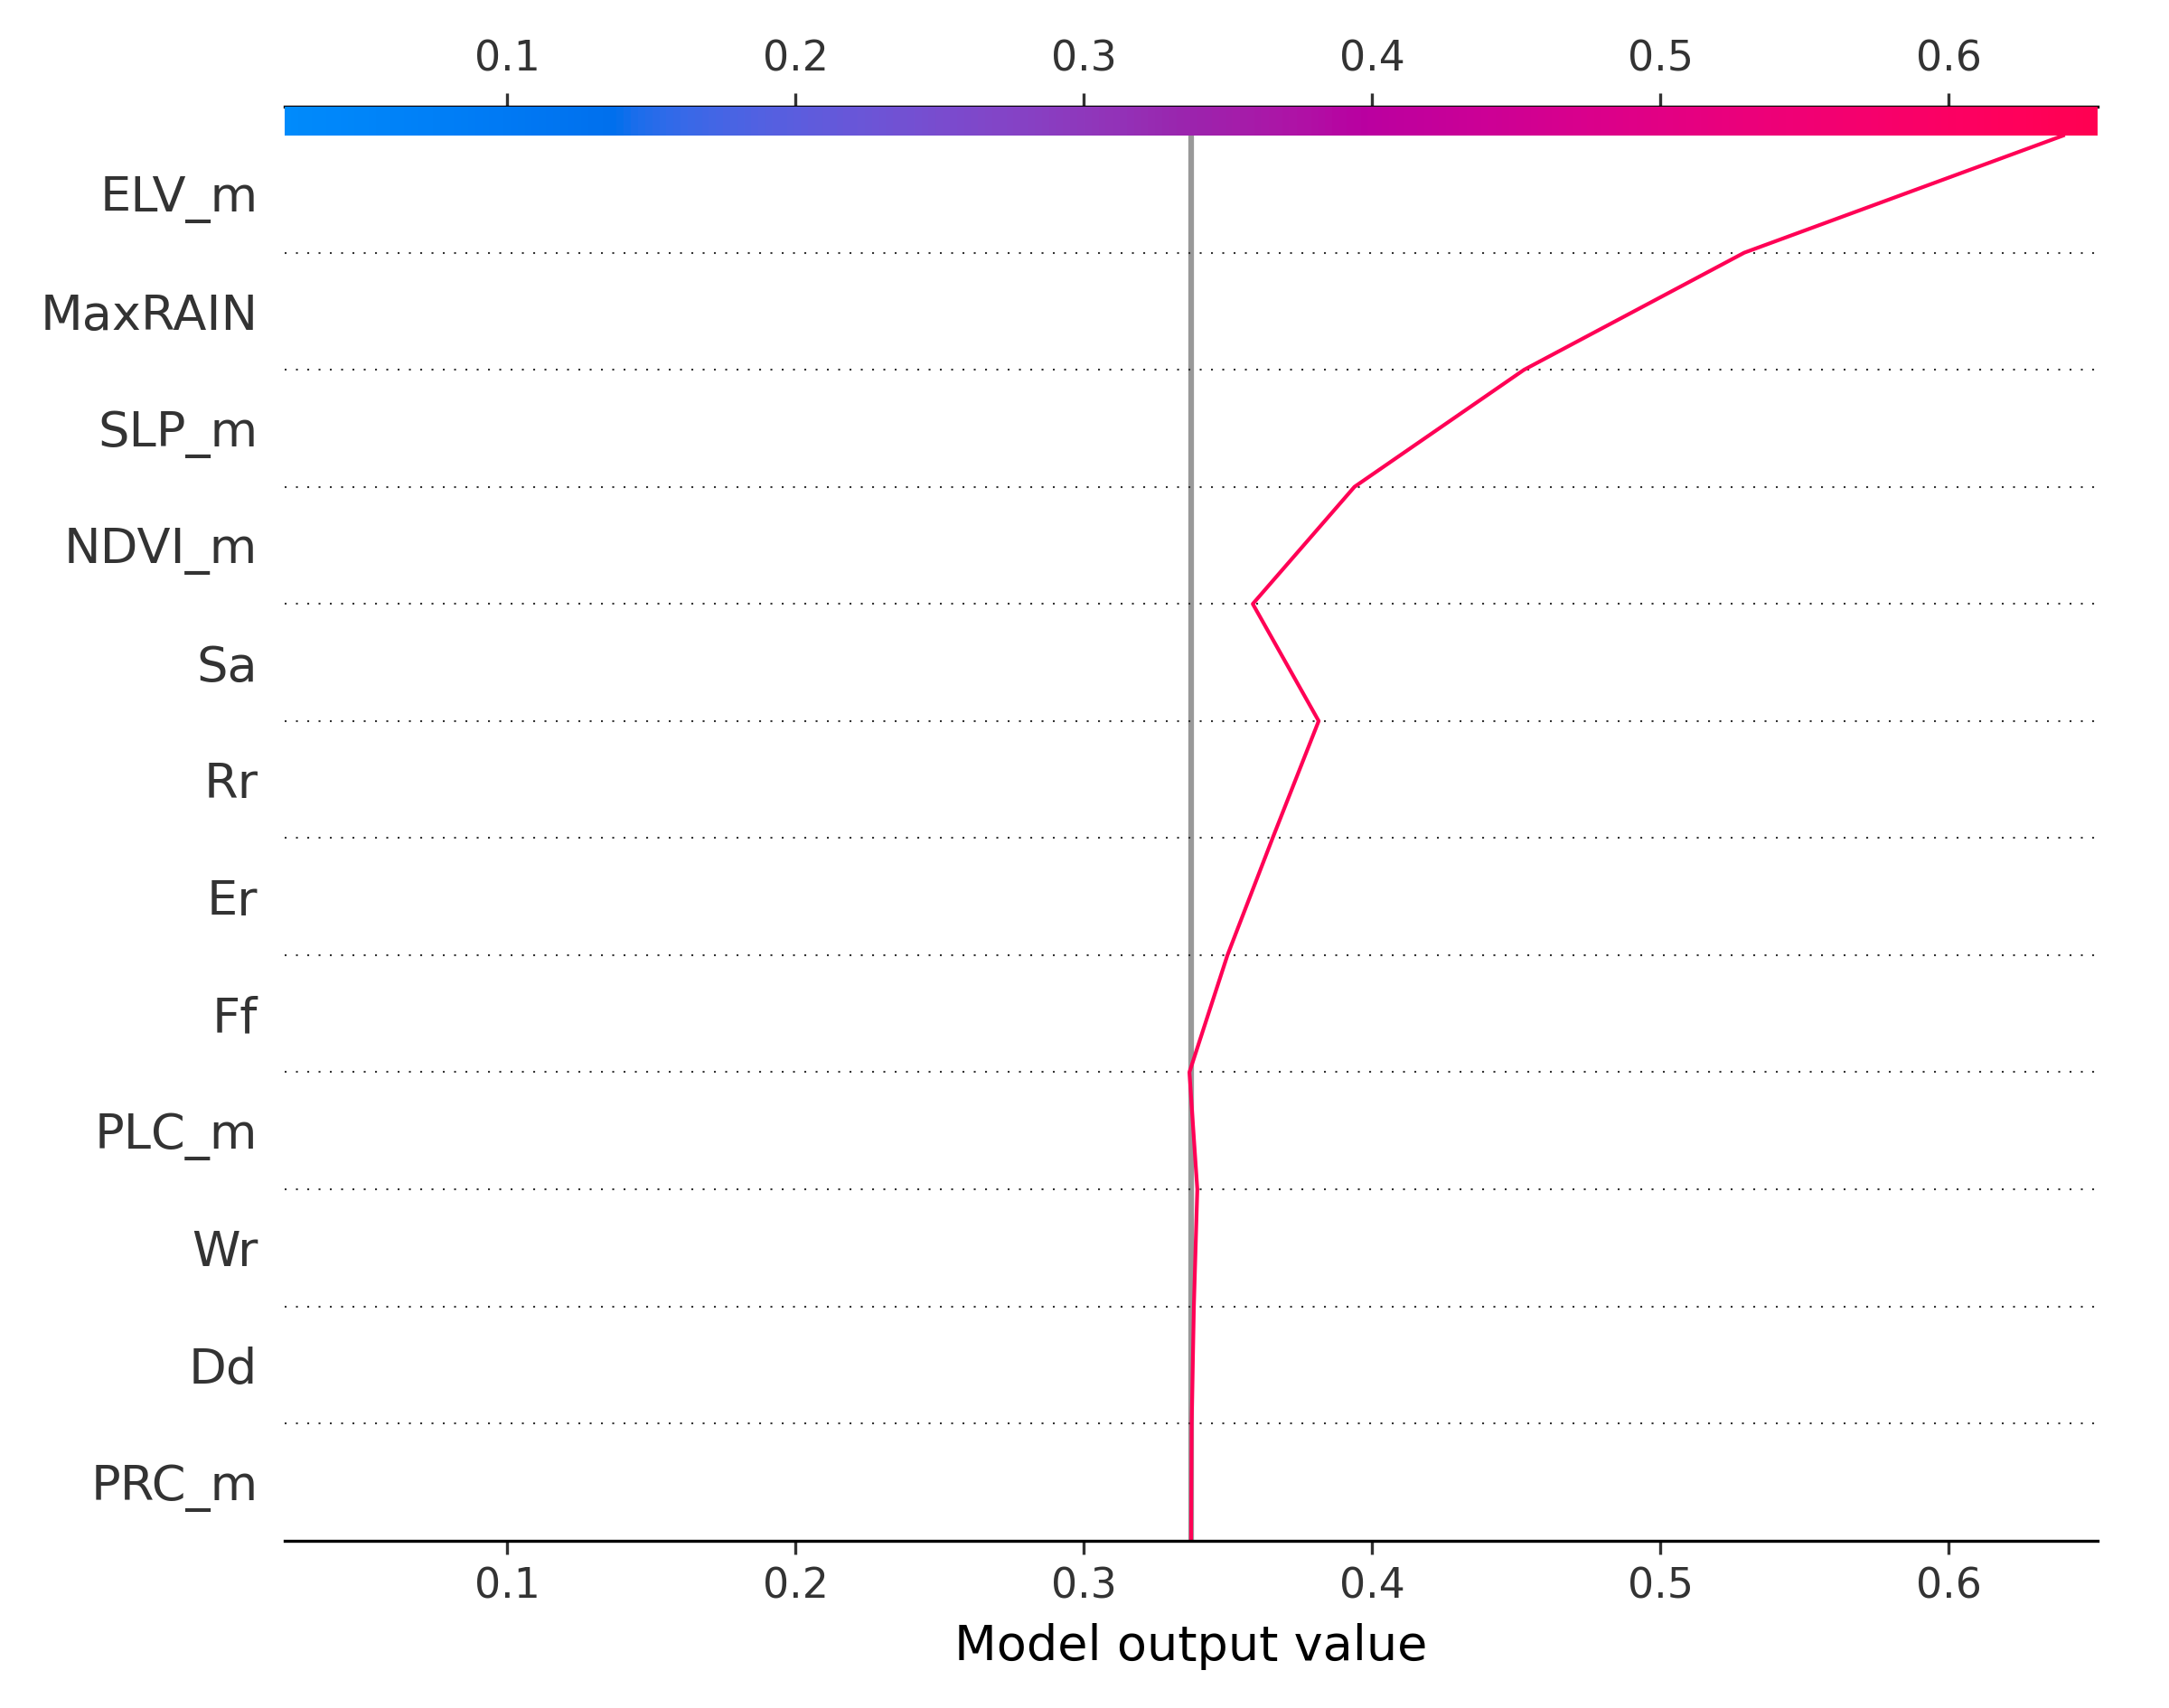 0.1 0.2 0.3 0.4 0.5 0.6
ELV_m
MaxRAIN
SLP_m
NDVI_m
Sa
Rr
Er
Ff
PLC_m
Wr
Dd
PRC_m
0.1 0.2 0.3 0.4 0.5 0.6
Model output value